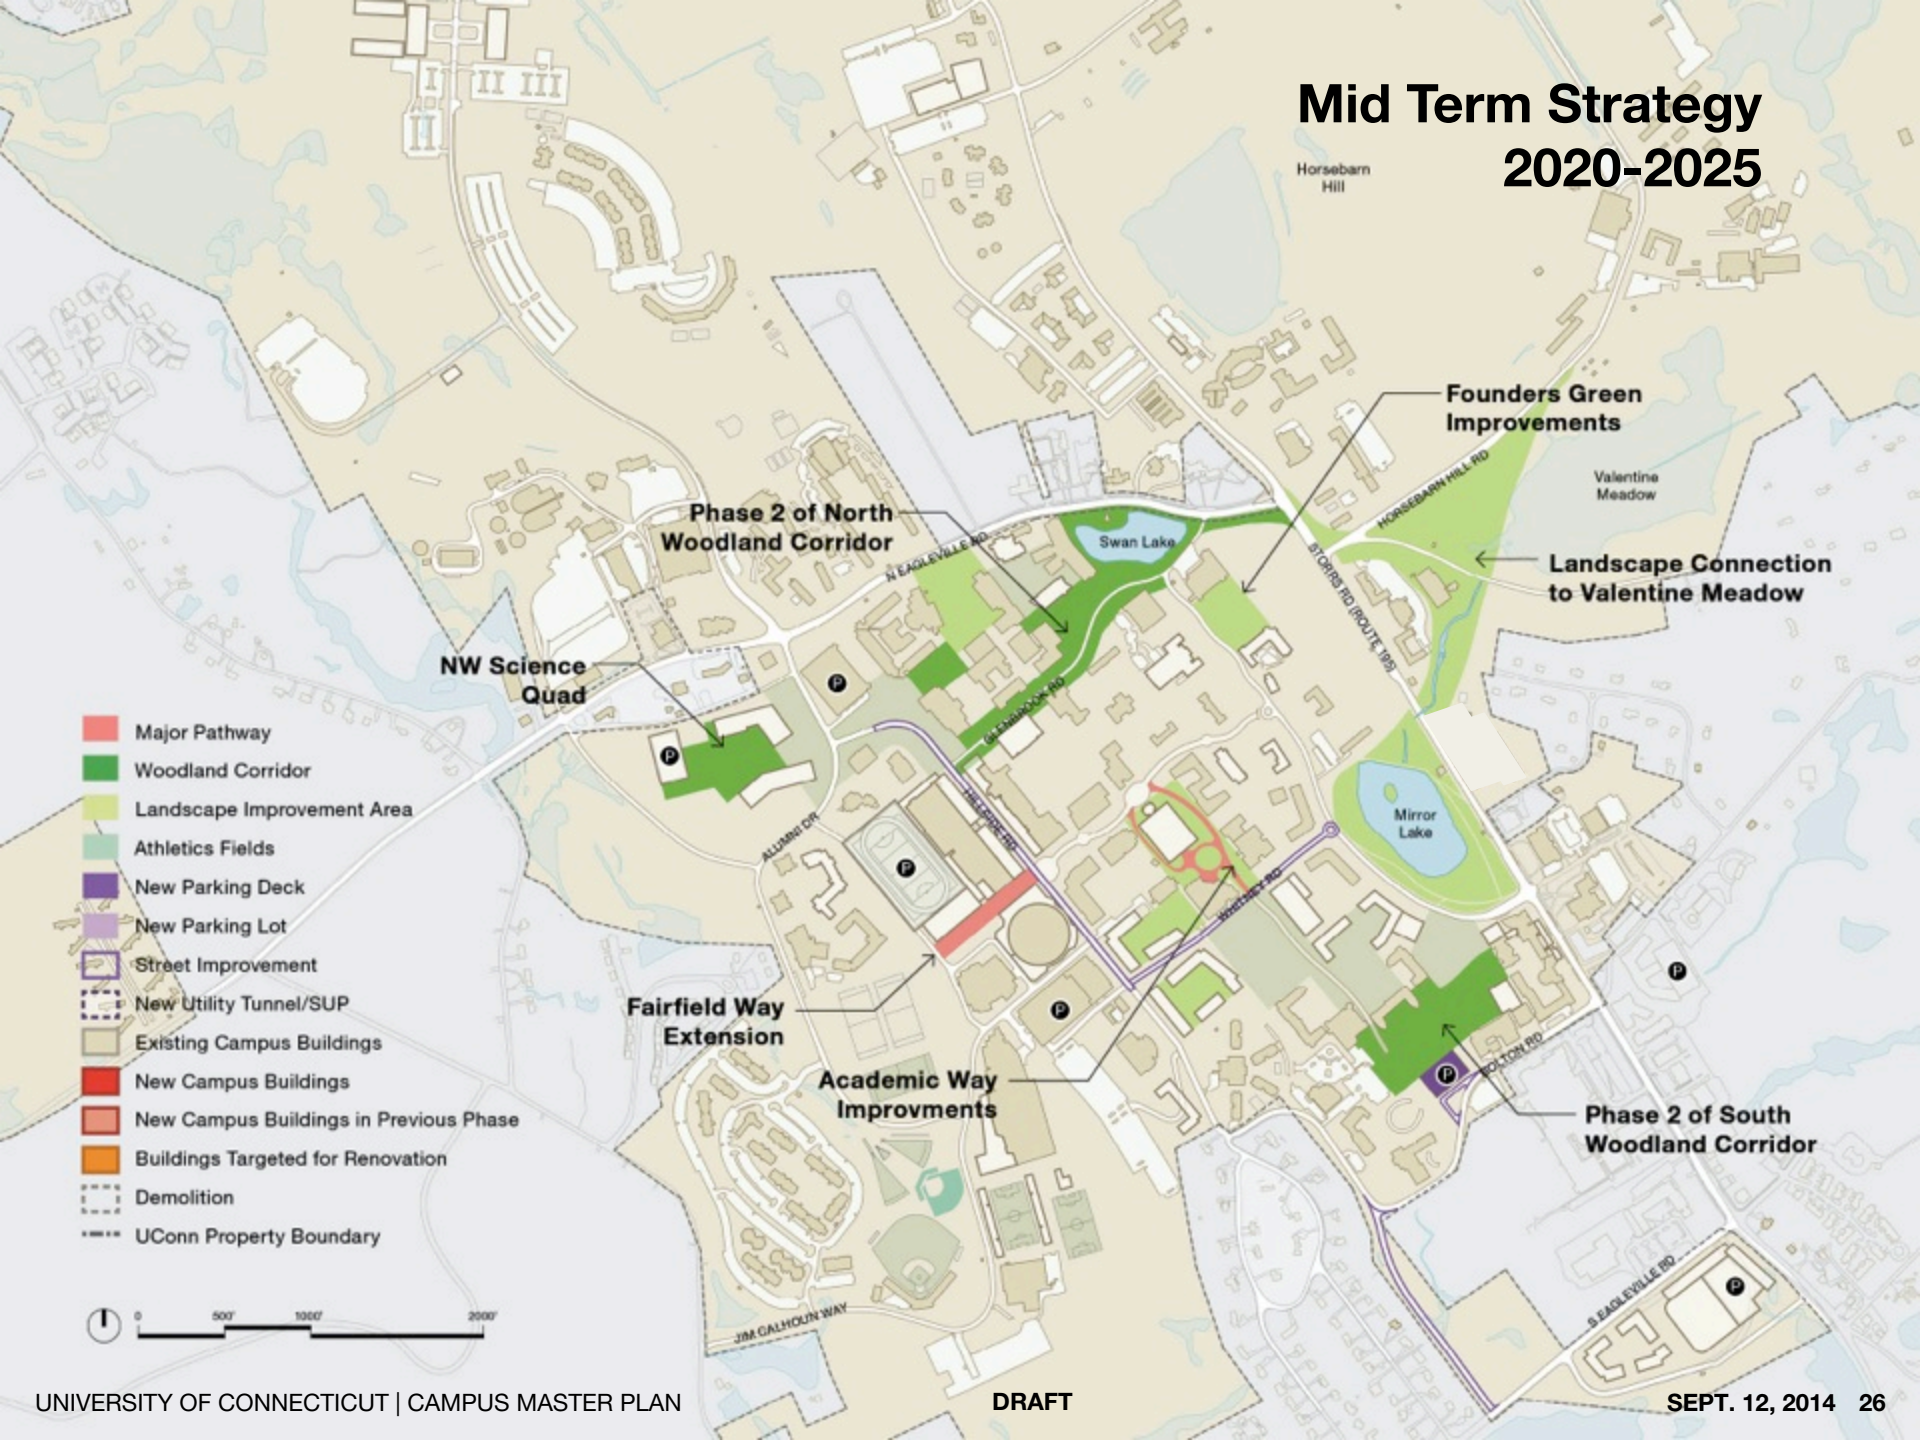 Mid Term Strategy
2020-2025
Horsebarn
Hill
Founders Green
Improvements
HORSEBARN HILL RD
Valentine
Meadow
Phase 2 of North
Woodland Corridor
N EAGLEVILLE RD
Swan Lake
STORRS RD (ROUTE 195)
Landscape Connection
to Valentine Meadow
NW Science
Quad
P
P
GLENBROOK RD
Major Pathway
Woodland Corridor
Landscape Improvement Area
Athletics Fields
New Parking Deck
New Parking Lot
Street Improvement
New Utility Tunnel/SUP
Existing Campus Buildings
New Campus Buildings
New Campus Buildings in Previous Phase
Buildings Targeted for Renovation
Demolition
UConn Property Boundary
ALUMNI DR
HILLSIDE RD
P
Mirror
Lake
WHITNEY RD
P
Fairfield Way
Extension
P
Academic Way
Improvments
BOLTON RD
P
Phase 2 of South
Woodland Corridor
S EAGLEVILLE RD
P
JIM CALHOUN WAY
0 500' 1000' 2000'
UNIVERSITY OF CONNECTICUT | CAMPUS MASTER PLAN
DRAFT
SEPT. 12, 2014 26